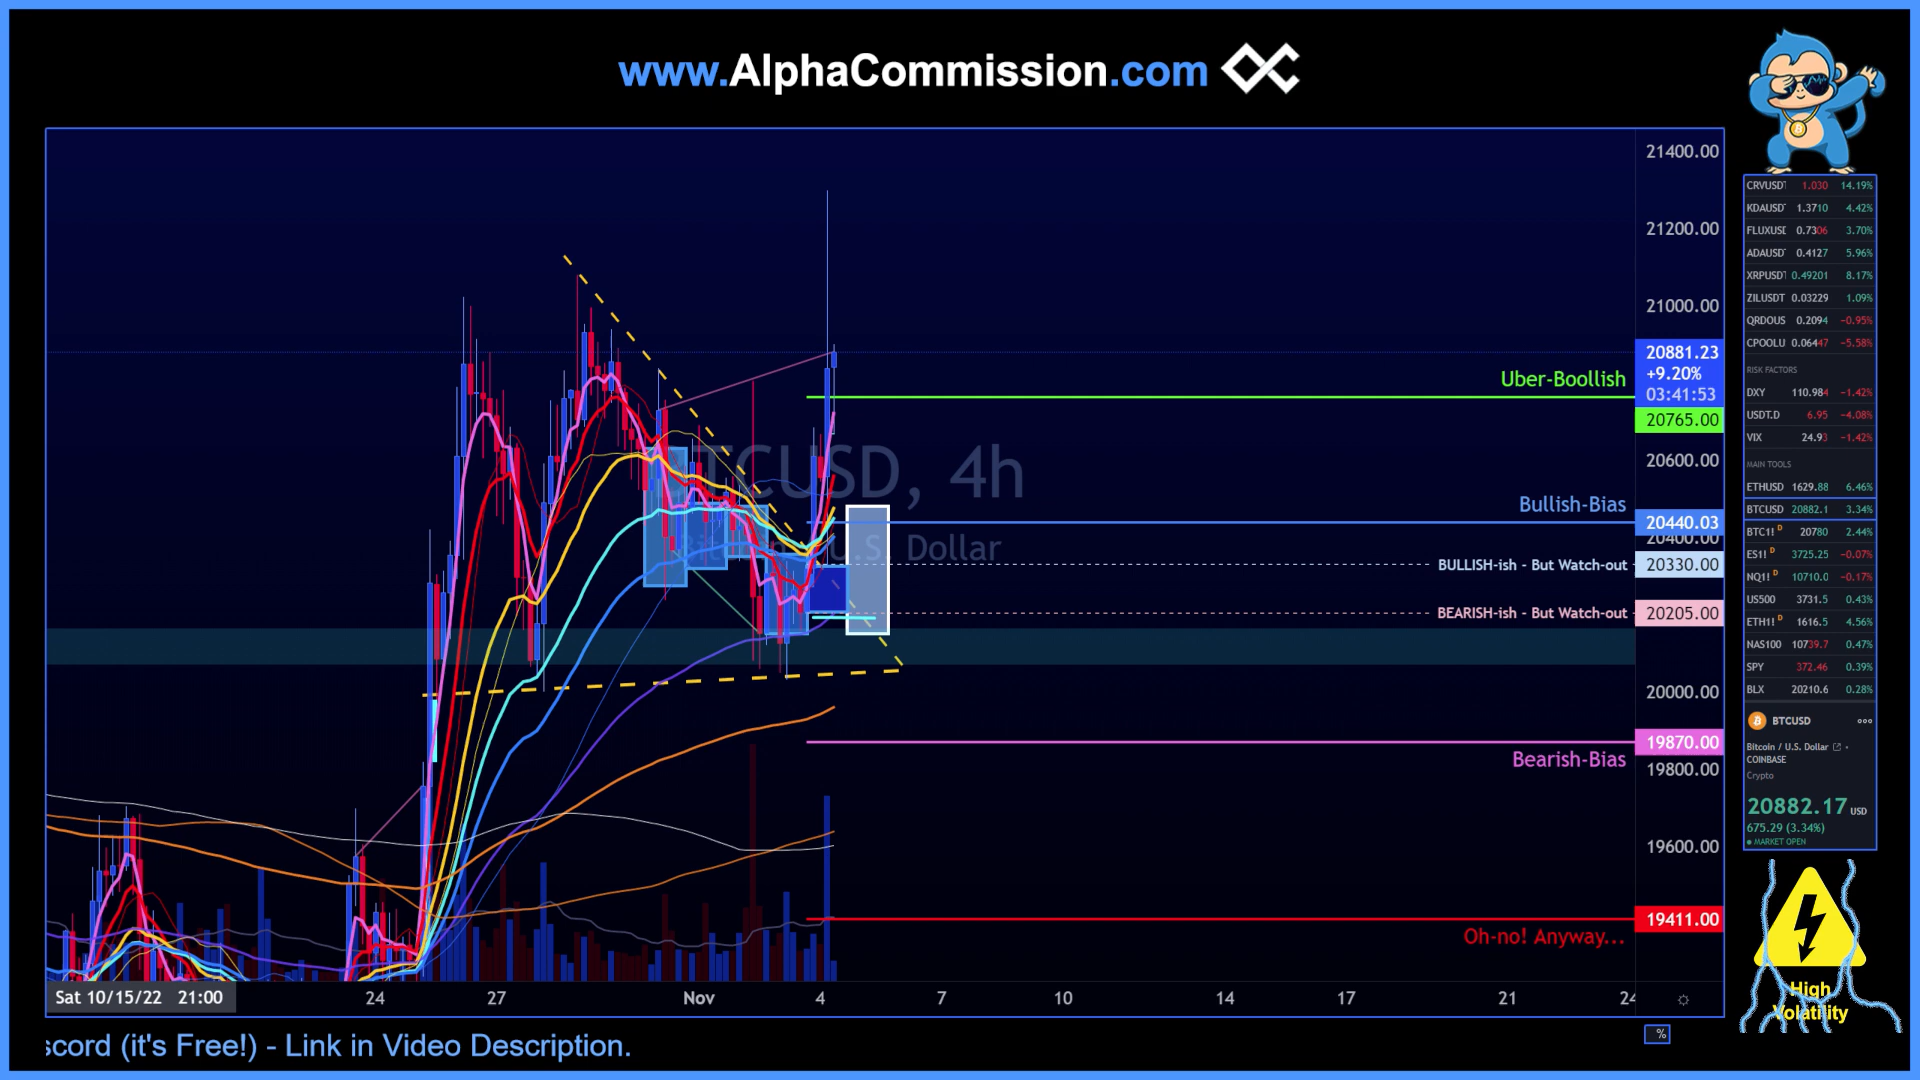 www.AlphaCommission.com
BTCUSD, 4h
Bitcoin / U.S. Dollar
Uber-Boollish
Bullish-Bias
BULLISH-ish - But Watch-out
BEARISH-ish - But Watch-out
Bearish-Bias
Oh-no! Anyway...
21400.00
21200.00
21000.00
20881.23
+9.20%
03:41:53
20765.00
20600.00
20440.03
20400.00
20330.00
20205.00
20000.00
19870.00
19800.00
19600.00
19411.00
Sat 10/15/22 21:00
24
27
Nov
4
7
10
14
17
21
24
%
CRVUSDT 1.030 14.19%
KDAUSDT 1.3710 4.42%
FLUXUSD 0.7306 3.70%
ADAUSDT 0.4127 5.96%
XRPUSDT 0.49201 8.17%
ZILUSDT 0.03229 1.09%
QRDOUS 0.2094 −0.95%
CPOOLU 0.06447 −5.58%
RISK FACTORS
DXY 110.984 −1.42%
USDT.D 6.95 −4.08%
VIX 24.93 −1.42%
MAIN TOOLS
ETHUSD 1629.88 6.46%
BTCUSD 20882.1 3.34%
BTC1! D 20780 2.44%
ES1! D 3725.25 −0.07%
NQ1! D 10710.0 −0.17%
US500 3731.5 0.43%
ETH1! D 1616.5 4.56%
NAS100 10739.7 0.47%
SPY 372.46 0.39%
BLX 20210.6 0.28%
BTCUSD
Bitcoin / U.S. Dollar
COINBASE
Crypto
20882.17 USD
675.29 (3.34%)
MARKET OPEN
High
Volatility
scord (it's Free!) - Link in Video Description.